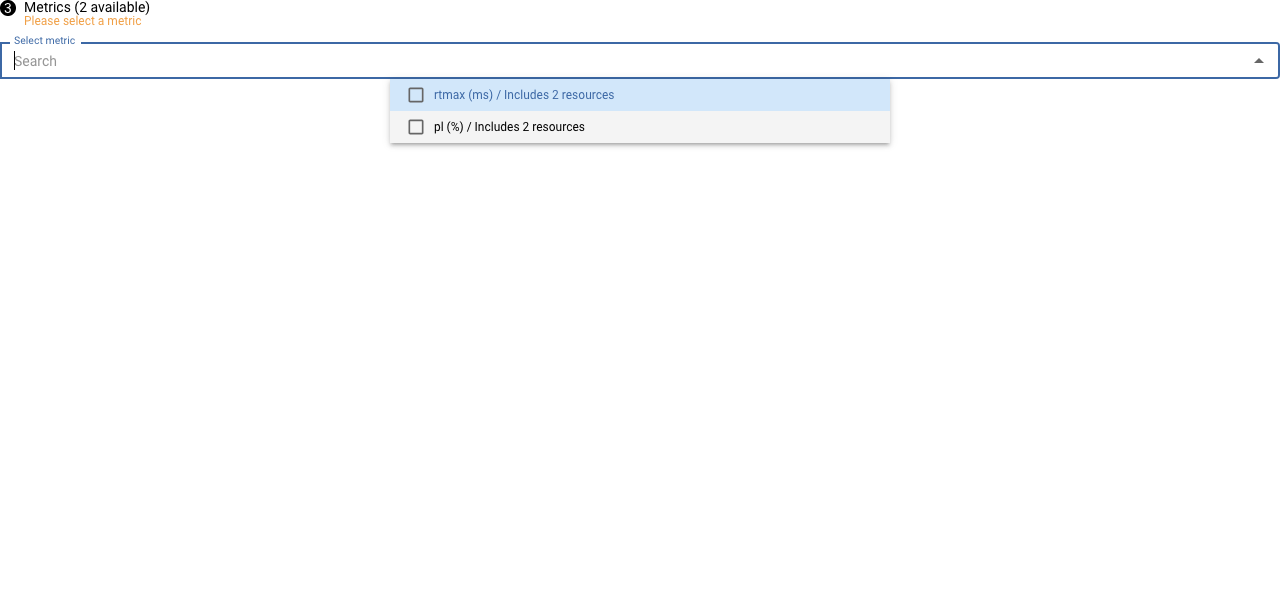 3 Metrics (2 available)
Please select a metric
Select metric
Search
rtmax (ms) / Includes 2 resources
pl (%) / Includes 2 resources